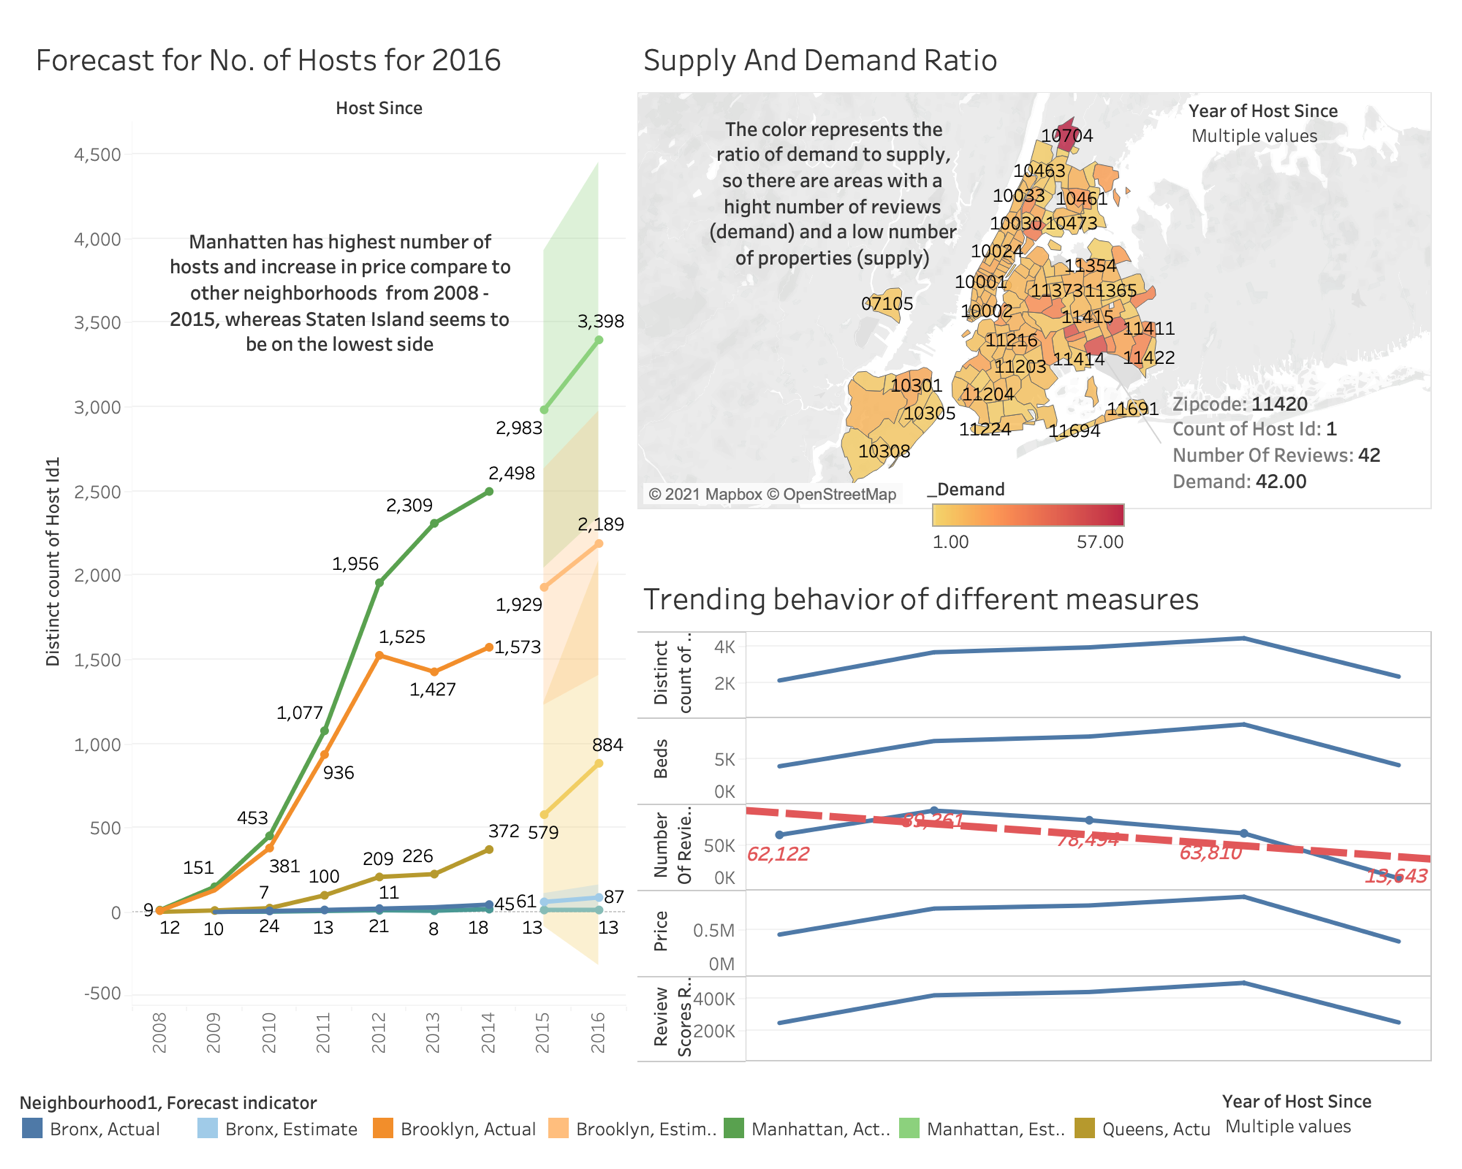 Forecast for No. of Hosts for 2016
Host Since
4,500
4,000
3,500
3,000
2,500
2,000
1,500
1,000
500
0
-500
Distinct count of Host Id1
Manhatten has highest number of
hosts and increase in price compare to
other neighborhoods from 2008 -
2015, whereas Staten Island seems to
be on the lowest side
3,398
2,983
2,498
2,309
2,189
1,956
1,929
1,525
1,573
1,427
1,077
936
884
453
372 579
381
151
209 226
100
7
11
9
45 61
87
12 10 24 13 21 8 18 13 13
2008 2009 2010 2011 2012 2013 2014 2015 2016
Supply And Demand Ratio
The color represents the
ratio of demand to supply,
so there are areas with a
hight number of reviews
(demand) and a low number
of properties (supply)
Year of Host Since
Multiple values
10704
10463
10033
10461
10030 10473
10024
11354
10001
11373 11365
07105
10002
11415
11411
11216
11414 11422
11203
10301
11204
10305
11691
11224
11694
10308
Zipcode: 11420
Count of Host Id: 1
Number Of Reviews: 42
Demand: 42.00
© 2021 Mapbox © OpenStreetMap
_Demand
1.00 57.00
Trending behavior of different measures
Distinct
count of ..
4K
2K
Beds
5K
0K
Number
Of Revie..
50K
0K
62,122
89,261
78,494
63,810
13,643
Price
0.5M
0M
Review
Scores R..
400K
200K
Neighbourhood1, Forecast indicator
Bronx, Actual
Bronx, Estimate
Brooklyn, Actual
Brooklyn, Estim..
Manhattan, Act..
Manhattan, Est..
Queens, Actu
Year of Host Since
Multiple values